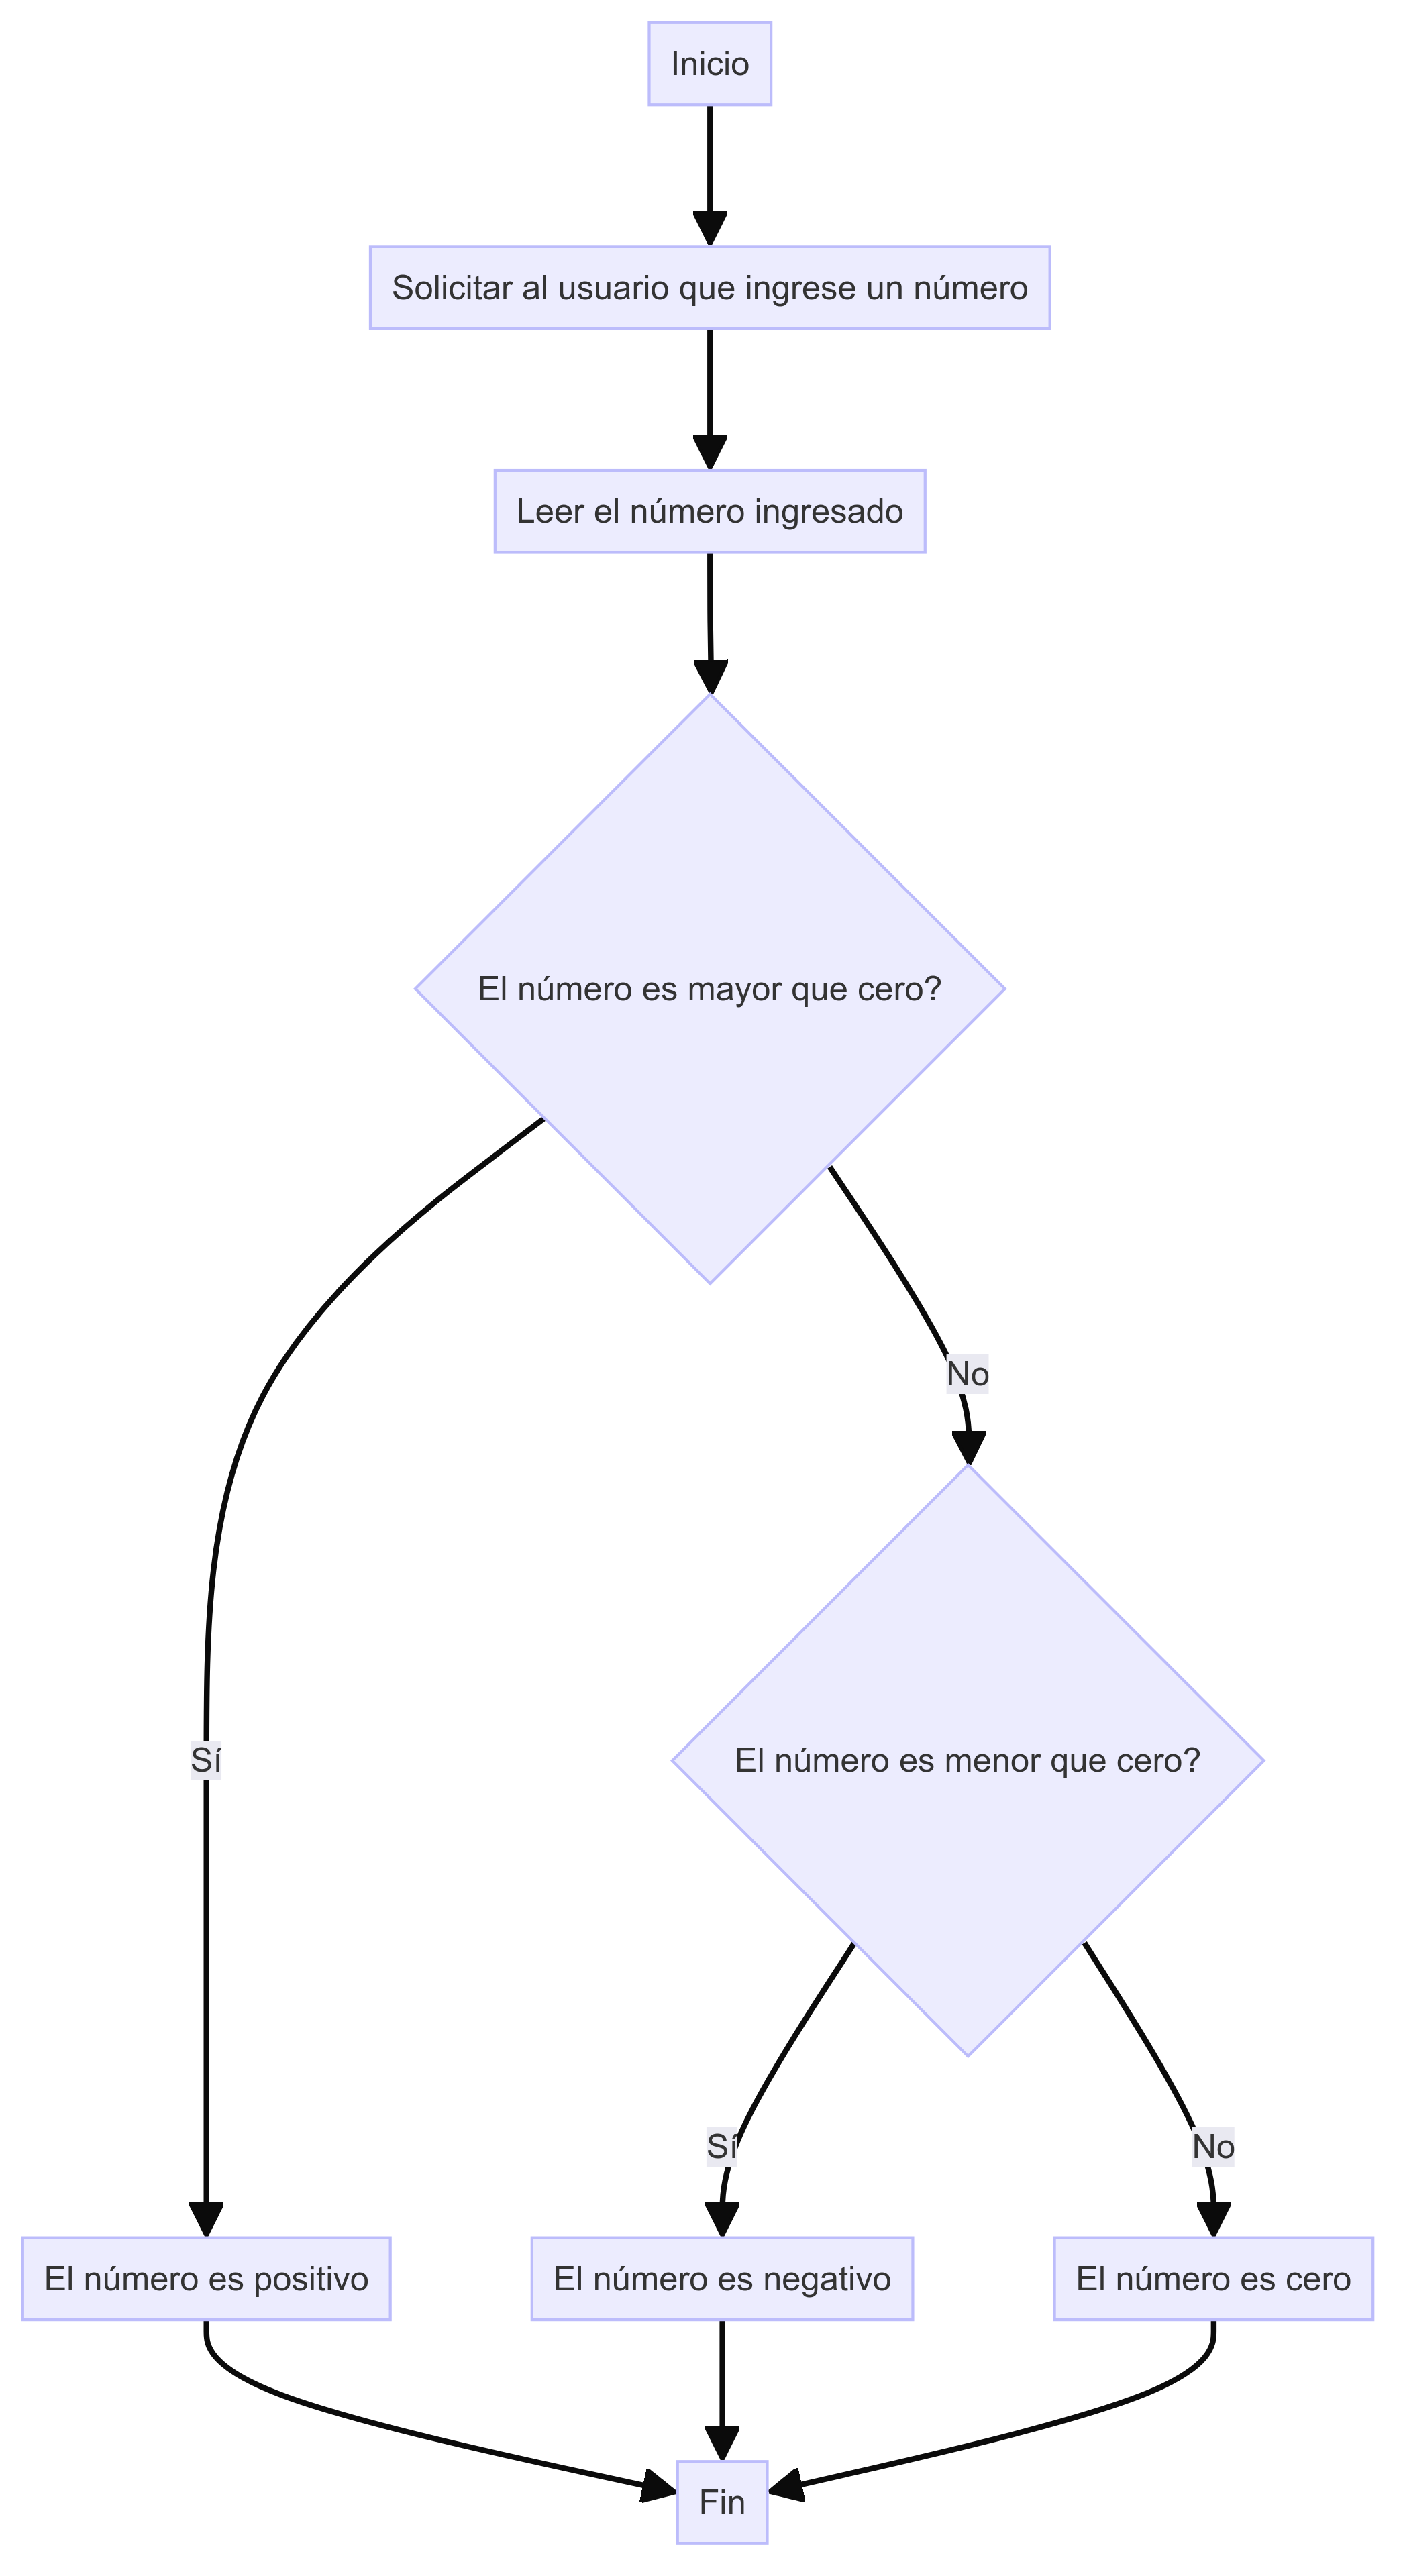 Inicio
Solicitar al usuario que ingrese un número
Leer el número ingresado
El número es mayor que cero?
No
Sí
El número es menor que cero?
Sí
No
El número es positivo
El número es negativo
El número es cero
Fin